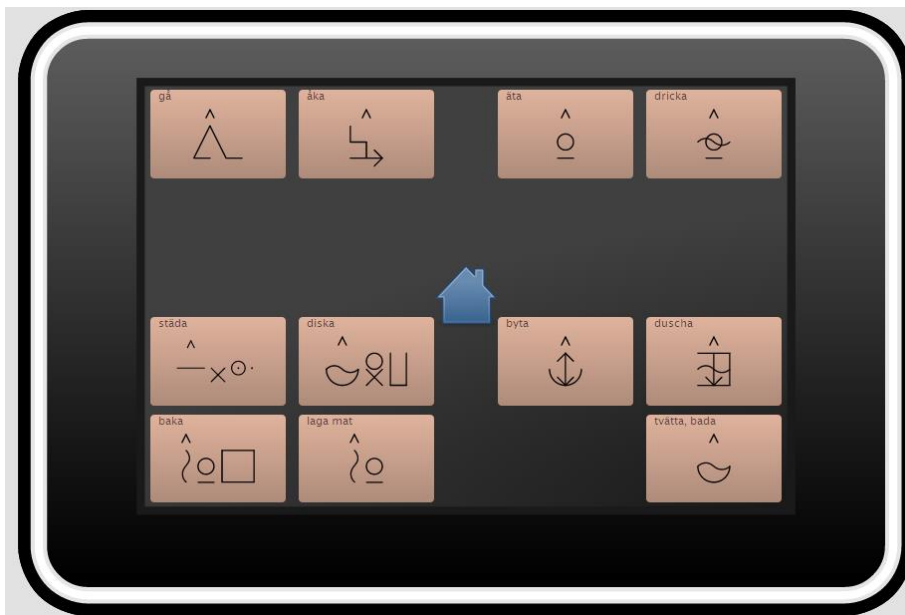 gå
åka
äta
dricka
städa
diska
byta
duscha
baka
laga mat
tvätta, bada